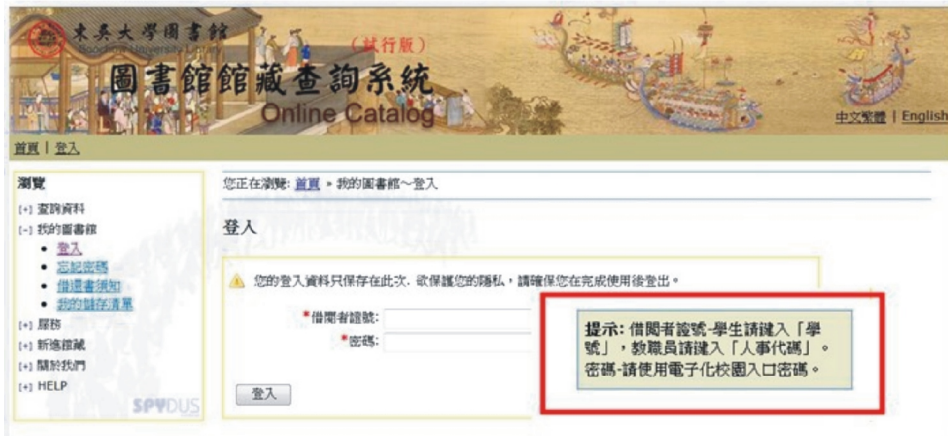 東吳大學圖書館
Soochow University Library
(試行版)
圖書館館藏查詢系統
Online Catalog
中文繁體 | English
首頁 | 登入
瀏覽
[+] 查詢資料
[-] 我的圖書館
• 登入
• 忘記密碼
• 借還書須知
• 我的儲存清單
[+] 服務
[+] 新進館藏
[+] 關於我們
[+] HELP
SPYDUS
您正在瀏覽: 首頁 » 我的圖書館～登入
登入
您的登入資料只保存在此次. 欲保護您的隱私，請確保您在完成使用後登出。
*借閱者證號:
*密碼:
登入
提示: 借閱者證號-學生請鍵入「學
號」，教職員請鍵入「人事代碼」。
密碼-請使用電子化校園入口密碼。